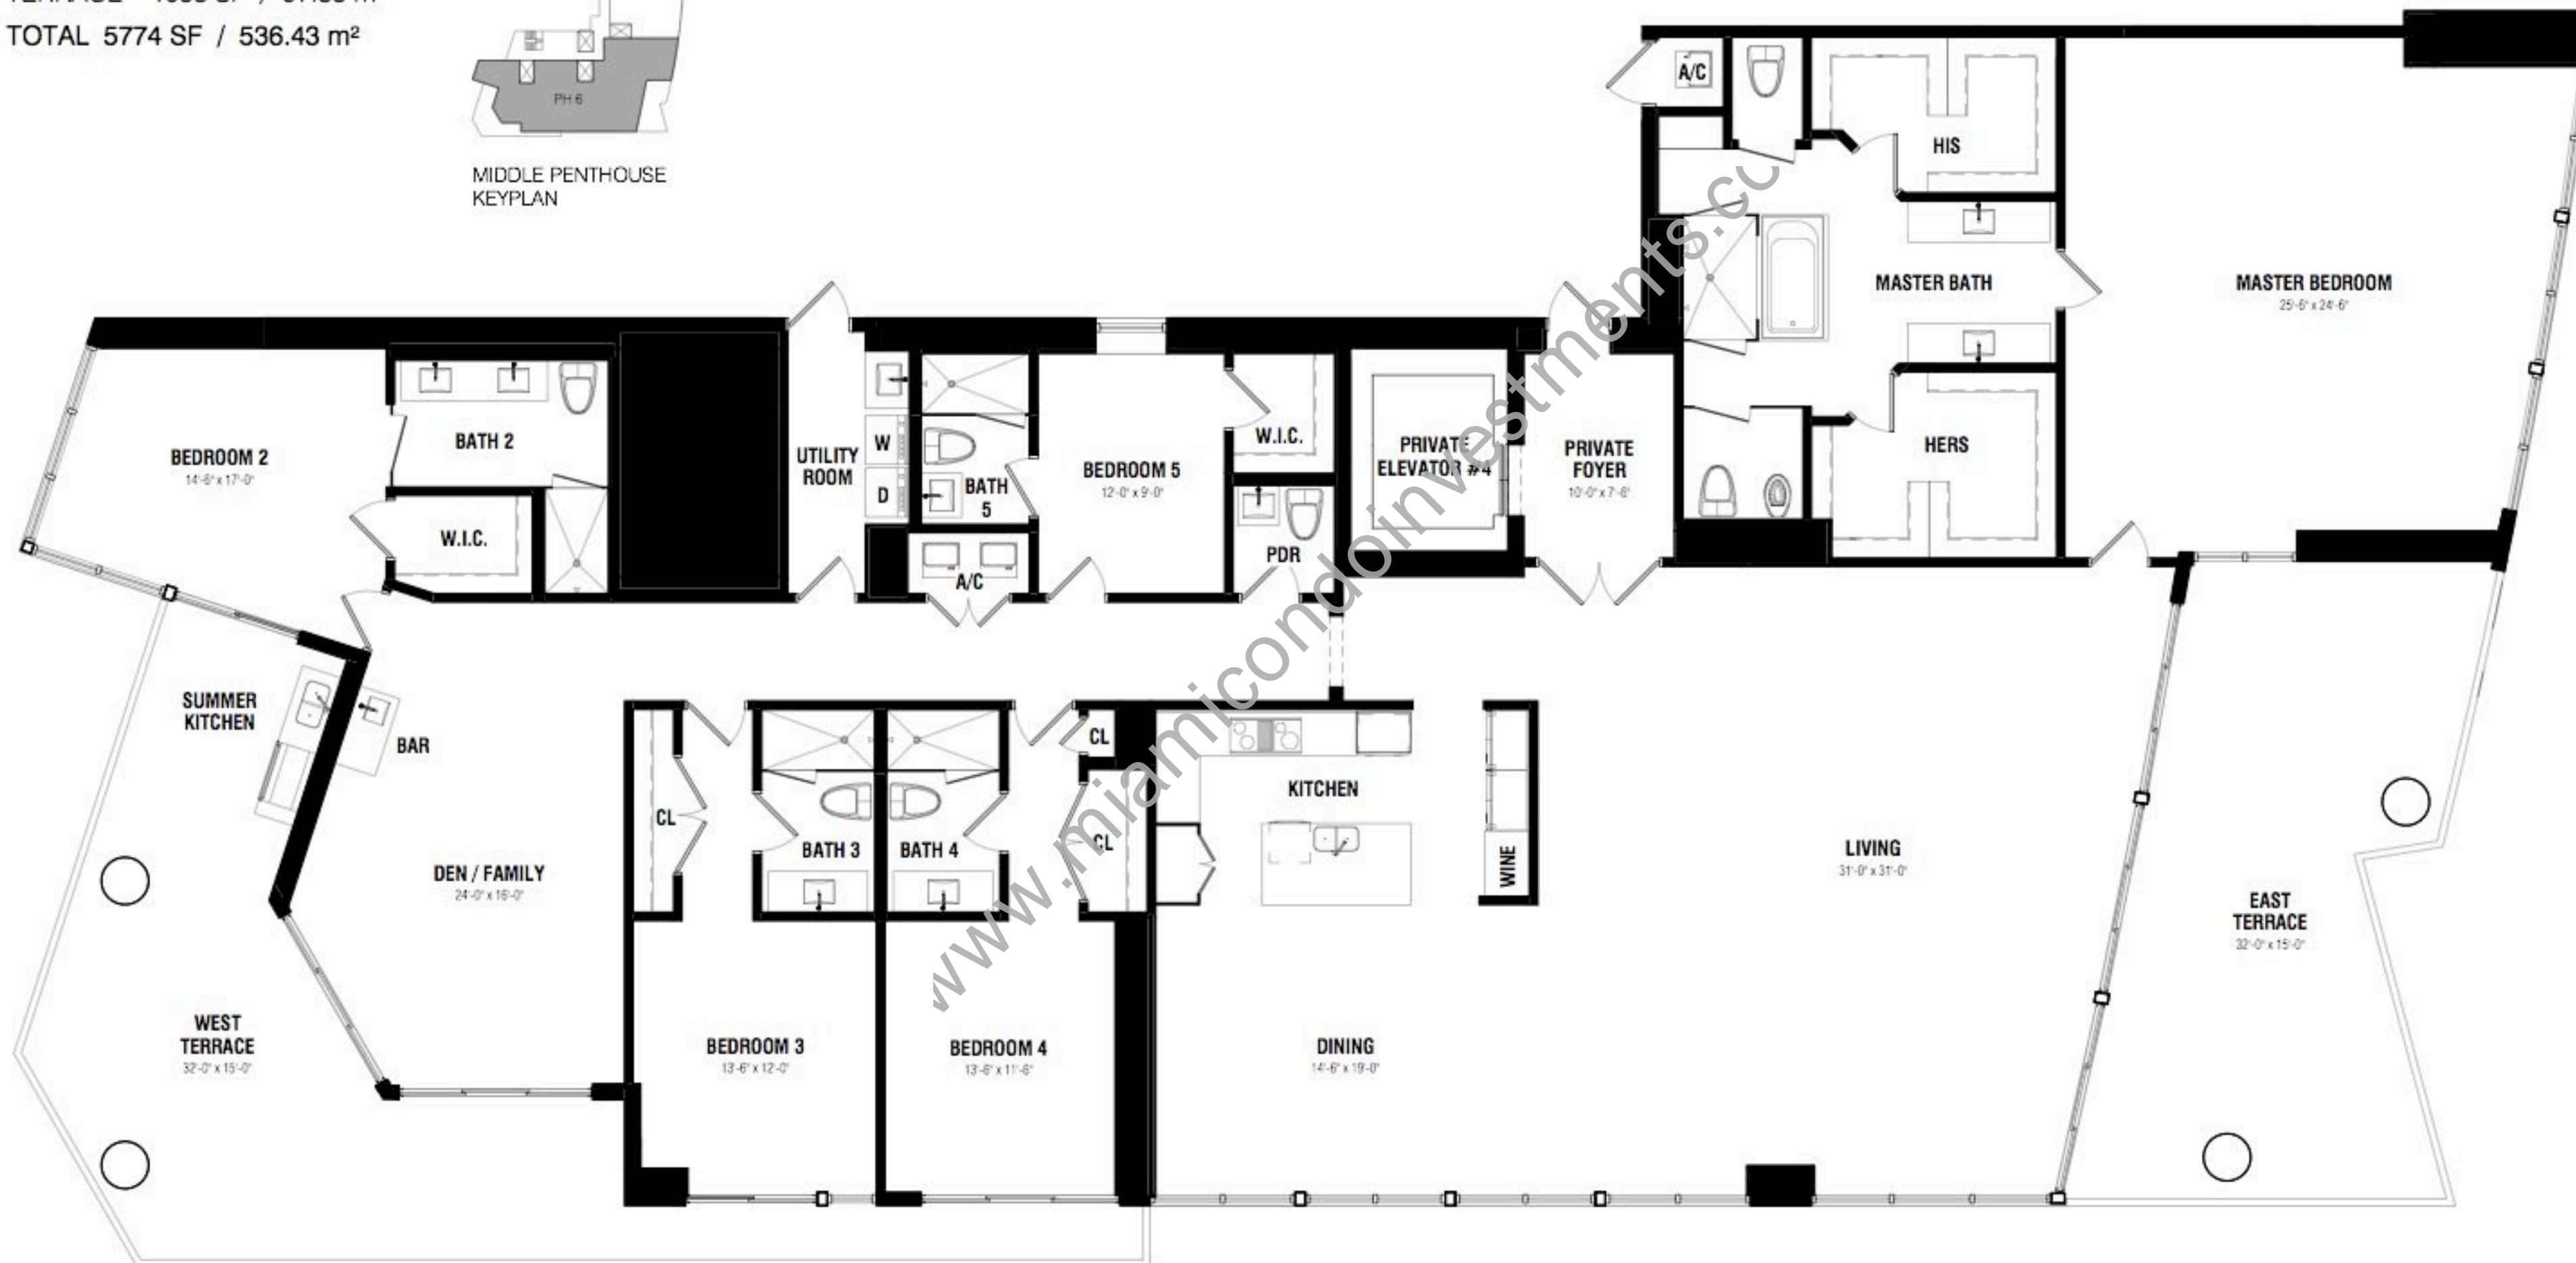 TOTAL 5774 SF / 536.43 m²
PH 6
MIDDLE PENTHOUSE
KEYPLAN
A/C
HIS
MASTER BATH
MASTER BEDROOM
25'-6" x 24'-6"
HERS
BEDROOM 2
14'-6" x 17'-0"
BATH 2
W.I.C.
UTILITY
ROOM
W
D
BATH
5
A/C
BEDROOM 5
12'-0" x 9'-0"
W.I.C.
PDR
PRIVATE
ELEVATOR #4
PRIVATE
FOYER
10'-0" x 7'-6"
SUMMER
KITCHEN
BAR
DEN / FAMILY
24'-0" x 16'-0"
WEST
TERRACE
32'-0" x 15'-0"
CL
BATH 3
BATH 4
CL
CL
BEDROOM 3
13'-6" x 12'-0"
BEDROOM 4
13'-6" x 11'-6"
KITCHEN
WINE
DINING
14'-6" x 19'-0"
LIVING
31'-0" x 31'-0"
EAST
TERRACE
32'-0" x 15'-0"
www.miamicondoinvestments.co